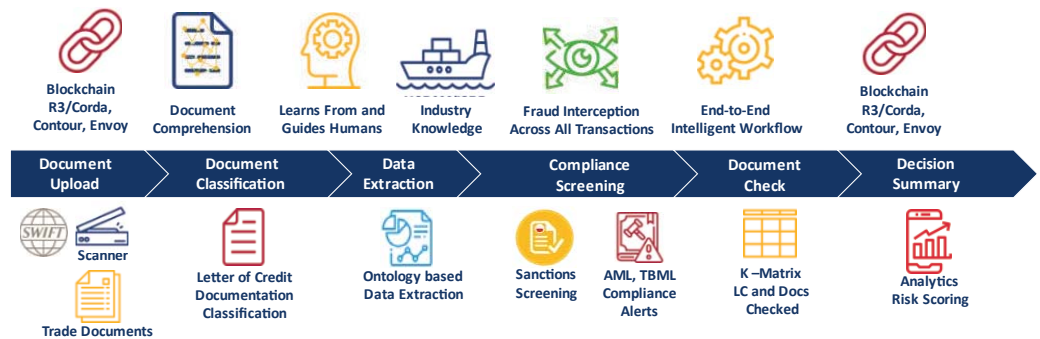 Blockchain
R3/Corda,
Contour, Envoy
Document
Comprehension
Learns From and
Guides Humans
Industry
Knowledge
Fraud Interception
Across All Transactions
End-to-End
Intelligent Workflow
Blockchain
R3/Corda,
Contour, Envoy
Document
Upload
Document
Classification
Data
Extraction
Compliance
Screening
Document
Check
Decision
Summary
SWIFT
Scanner
Trade Documents
Letter of Credit
Documentation
Classification
Ontology based
Data Extraction
Sanctions
Screening
AML, TBML
Compliance
Alerts
K –Matrix
LC and Docs
Checked
Analytics
Risk Scoring